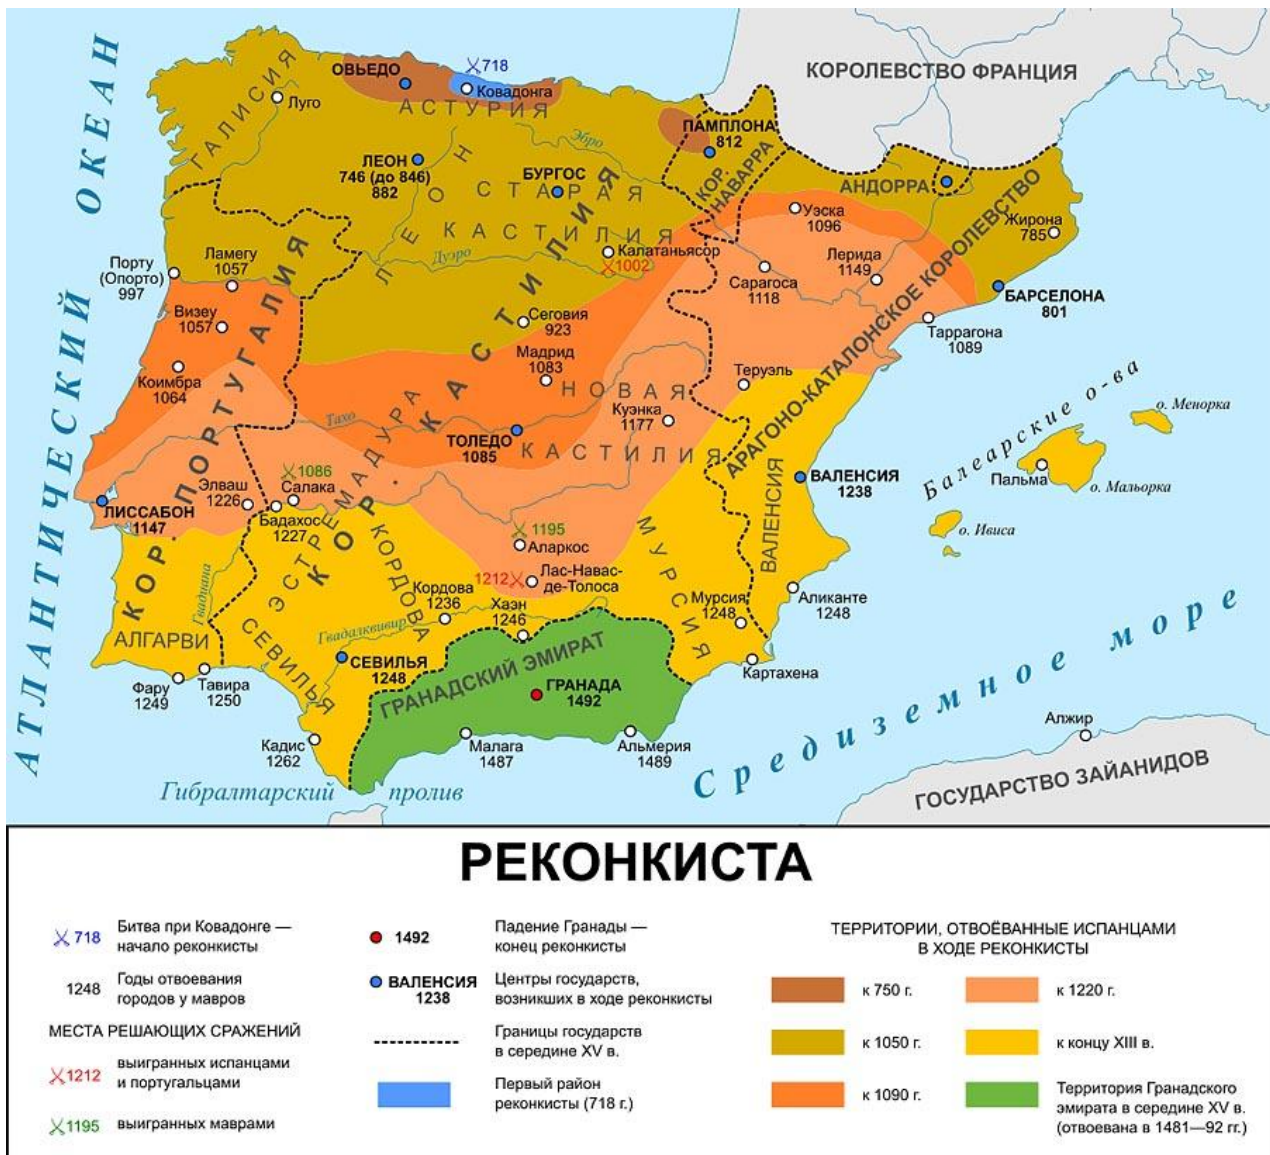 АТЛАНТИЧЕСКИЙ ОКЕАН
КОРОЛЕВСТВО ФРАНЦИЯ
ГАЛИСИЯ
Луго
ОВЬЕДО
718
Ковадонга
АСТУРИЯ
Эбро
ПАМПЛОНА
812
КОР.
НАВАРРА
АНДОРРА
Жирона
785
ЛЕОН
746 (до 846)
882
БУРГОС
ЛЕОН
СТАРАЯ
КАСТИЛИЯ
Дуэро
Калатаньясор
1002
Уэска
1096
Лерида
1149
Сарагоса
1118
БАРСЕЛОНА
801
Таррагона
1089
АРАГОНО-КАТАЛОНСКОЕ КОРОЛЕВСТВО
Порту
(Опорто)
997
Ламегу
1057
Визеу
1057
Коимбра
1064
КОР. ПОРТУГАЛИЯ
КОР. КАСТИЛИЯ
Сеговия
923
Мадрид
1083
НОВАЯ
КАСТИЛИЯ
Теруэль
Куэнка
1177
Тахо
ТОЛЕДО
1085
ЭСТРЕМАДУРА
Балеарские о-ва
о. Менорка
Пальма
о. Мальорка
о. Ивиса
ВАЛЕНСИЯ
1238
ВАЛЕНСИЯ
ЛИССАБОН
1147
Элваш
1226
1086
Салака
Бадахос
1227
Гвадиана
1195
Аларкос
1212
Лас-Навас-
де-Толоса
КОРДОВА
МУРСИЯ
Кордова
1236
Хаэн
1246
Мурсия
1248
Аликанте
1248
Картахена
АЛГАРВИ
СЕВИЛЬЯ
Гвадалквивир
СЕВИЛЬЯ
1248
ГРАНАДСКИЙ ЭМИРАТ
ГРАНАДА
1492
Фару
1249
Тавира
1250
Кадис
1262
Малага
1487
Альмерия
1489
Гибралтарский пролив
Средиземное море
Алжир
ГОСУДАРСТВО ЗАЙАНИДОВ
РЕКОНКИСТА
718
Битва при Ковадонге —
начало реконкисты
1248
Годы отвоевания
городов у мавров
МЕСТА РЕШАЮЩИХ СРАЖЕНИЙ
1212
выигранных испанцами
и португальцами
1195
выигранных маврами
1492
Падение Гранады —
конец реконкисты
ВАЛЕНСИЯ
1238
Центры государств,
возникших в ходе реконкисты
Границы государств
в середине XV в.
Первый район
реконкисты (718 г.)
ТЕРРИТОРИИ, ОТВОЁВАННЫЕ ИСПАНЦАМИ
В ХОДЕ РЕКОНКИСТЫ
к 750 г.
к 1050 г.
к 1090 г.
к 1220 г.
к концу XIII в.
Территория Гранадского
эмирата в середине XV в.
(отвоевана в 1481—92 гг.)